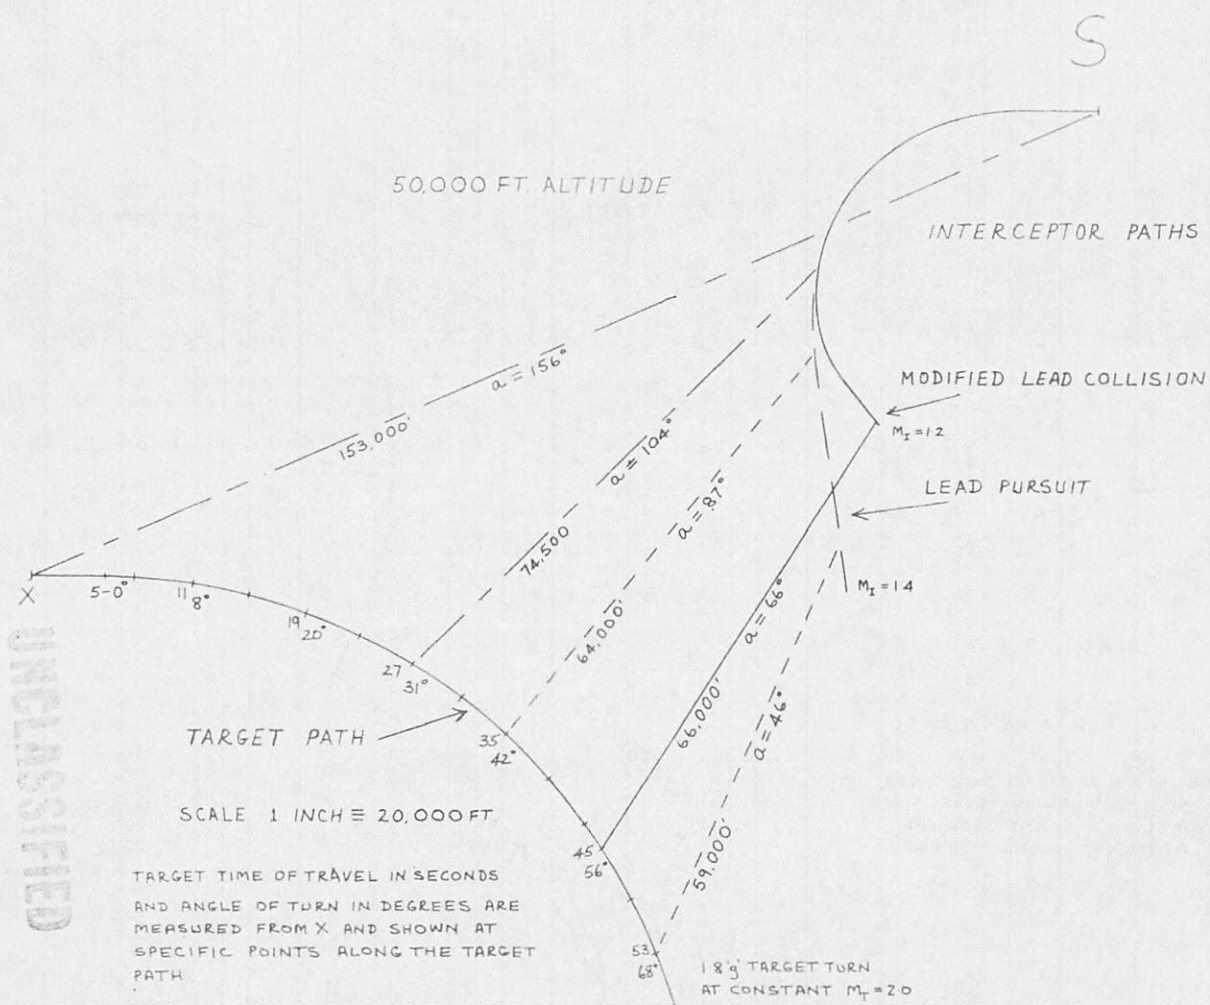 S
50,000 FT. ALTITUDE
INTERCEPTOR PATHS
a = 156°
153,000'
MODIFIED LEAD COLLISION
M_I = 1.2
a = 104°
74,500
a = 87°
64,000'
LEAD PURSUIT
M_I = 1.4
X
5-0°
11
8°
19
20°
27
31°
35
42°
a = 66°
66,000'
a = 46°
59,000'
TARGET PATH
SCALE 1 INCH ≡ 20,000 FT.
45
56°
53
68°
TARGET TIME OF TRAVEL IN SECONDS
AND ANGLE OF TURN IN DEGREES ARE
MEASURED FROM X AND SHOWN AT
SPECIFIC POINTS ALONG THE TARGET
PATH.
1 8 'g' TARGET TURN
AT CONSTANT M_T = 2 0
UNCLASSIFIED